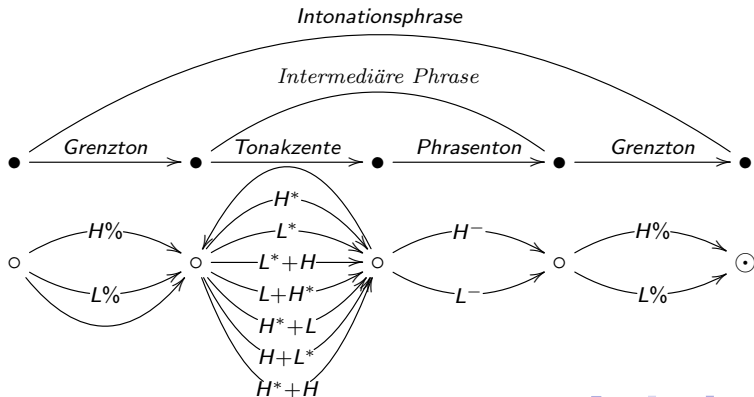 Intonationsphrase
Intermediäre Phrase
Grenzton Tonakzente Phrasenton Grenzton
H*
H% L* H⁻ H%
L*+H
L% L+H* L⁻ L%
H*+L
H+L*
H*+H